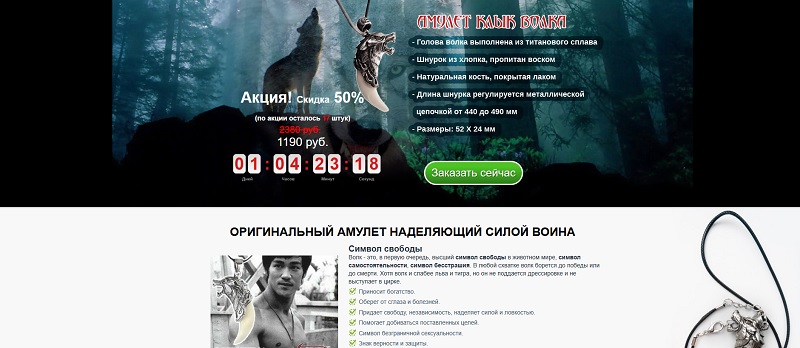 АМУЛЕТ КЛЫК ВОЛКА
- Голова волка выполнена из титанового сплава
- Шнурок из хлопка, пропитан воском
- Натуральная кость, покрытая лаком
- Длина шнурка регулируется металлической
цепочкой от 440 до 490 мм
- Размеры: 52 X 24 мм
Акция! Скидка 50%
(по акции осталось 17 штук)
2380 руб.
1190 руб.
01:04:23:18
Дней Часов Минут Секунд
Заказать сейчас
ОРИГИНАЛЬНЫЙ АМУЛЕТ НАДЕЛЯЮЩИЙ СИЛОЙ ВОИНА
Символ свободы
Волк - это, в первую очередь, высший символ свободы в животном мире, символ
самостоятельности, символ бесстрашия. В любой схватке волк борется до победы или
до смерти. Хотя волк и слабее льва и тигра, но он не поддается дрессировке и не
выступает в цирке.
Приносит богатство.
Оберег от сглаза и болезней.
Придает свободу, независимость, наделяет силой и ловкостью.
Помогает добиваться поставленных целей.
Символ безграничной сексуальности.
Знак верности и защиты.